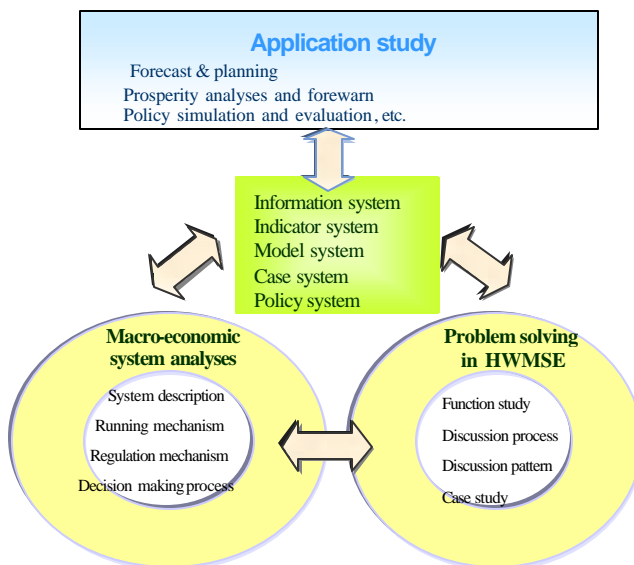 Application study
Forecast & planning
Prosperity analyses and forewarn
Policy simulation and evaluation, etc.
Information system
Indicator system
Model system
Case system
Policy system
Macro-economic
system analyses
System description
Running mechanism
Regulation mechanism
Decision making process
Problem solving
in HWMSE
Function study
Discussion process
Discussion pattern
Case study